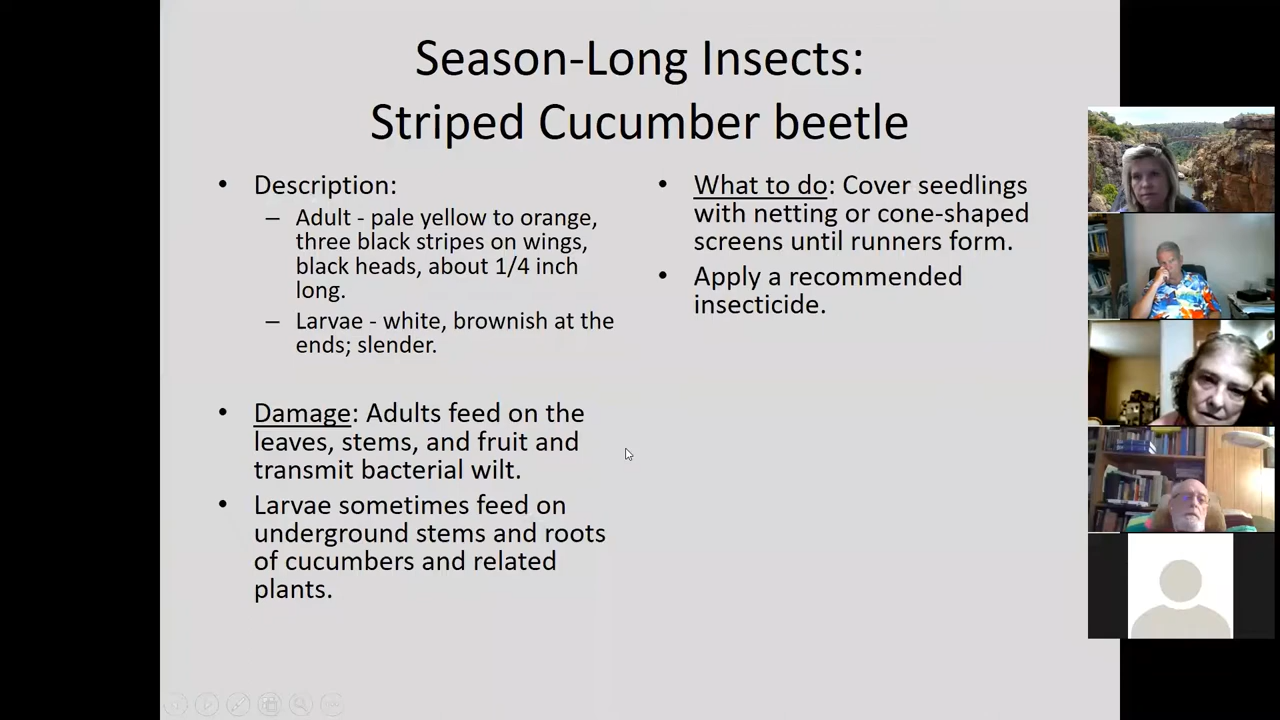 Season-Long Insects:
Striped Cucumber beetle
• Description:
– Adult - pale yellow to orange,
three black stripes on wings,
black heads, about 1/4 inch
long.
– Larvae - white, brownish at the
ends; slender.
• Damage: Adults feed on the
leaves, stems, and fruit and
transmit bacterial wilt.
• Larvae sometimes feed on
underground stems and roots
of cucumbers and related
plants.
• What to do: Cover seedlings
with netting or cone-shaped
screens until runners form.
• Apply a recommended
insecticide.